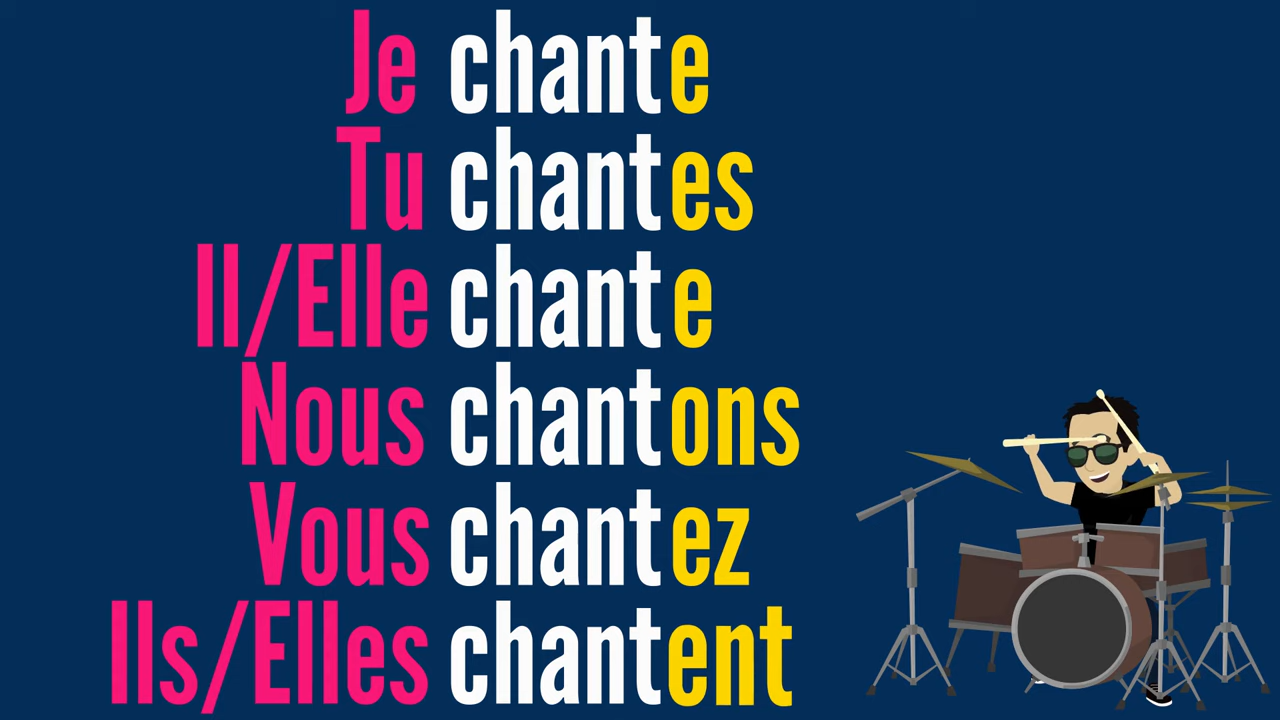 Je chante
Tu chantes
Il/Elle chante
Nous chantons
Vous chantez
Ils/Elles chantent